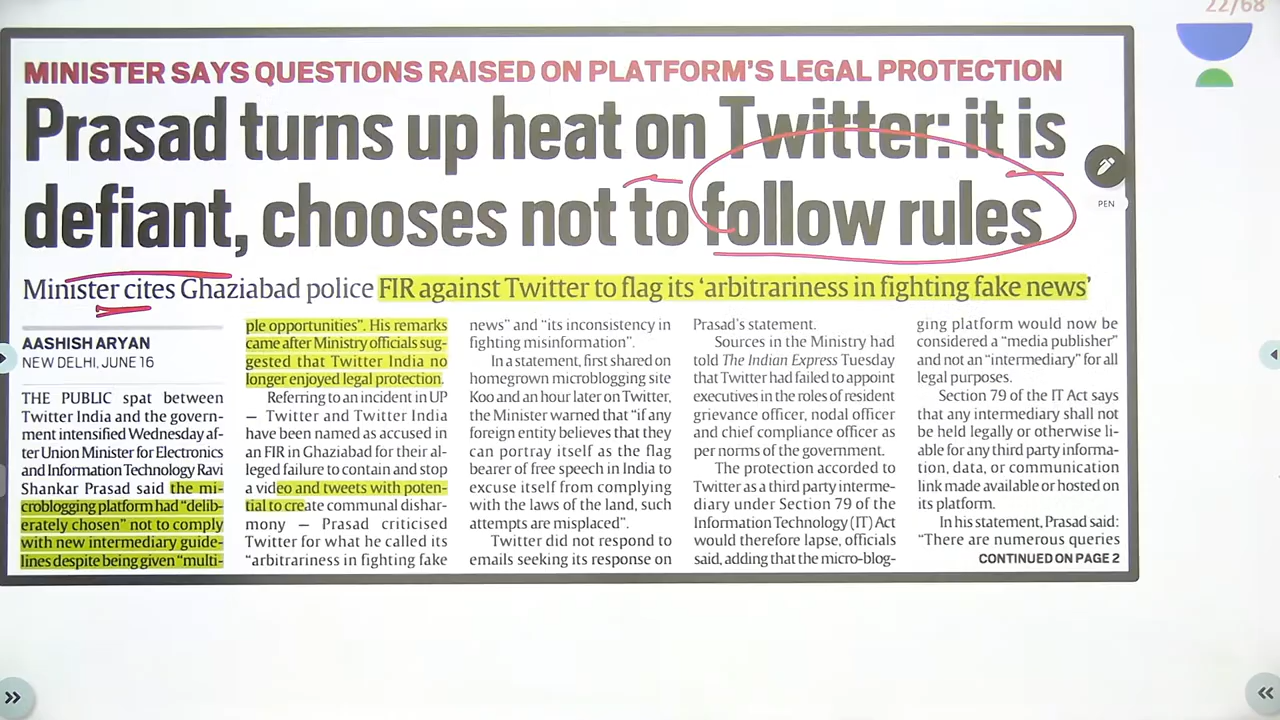 22/68
MINISTER SAYS QUESTIONS RAISED ON PLATFORM'S LEGAL PROTECTION
Prasad turns up heat on Twitter: it is
defiant, chooses not to follow rules
PEN
Minister cites Ghaziabad police FIR against Twitter to flag its 'arbitrariness in fighting fake news'
AASHISH ARYAN
NEW DELHI, JUNE 16
THE PUBLIC spat between
Twitter India and the govern-
ment intensified Wednesday af-
ter Union Minister for Electronics
and Information Technology Ravi
Shankar Prasad said the mi-
croblogging platform had "delib-
erately chosen" not to comply
with new intermediary guide-
lines despite being given "multi-
ple opportunities". His remarks
came after Ministry officials sug-
gested that Twitter India no
longer enjoyed legal protection.
Referring to an incident in UP
— Twitter and Twitter India
have been named as accused in
an FIR in Ghaziabad for their al-
leged failure to contain and stop
a video and tweets with poten-
tial to create communal dishar-
mony — Prasad criticised
Twitter for what he called its
"arbitrariness in fighting fake
news" and "its inconsistency in
fighting misinformation".
In a statement, first shared on
homegrown microblogging site
Koo and an hour later on Twitter,
the Minister warned that "if any
foreign entity believes that they
can portray itself as the flag
bearer of free speech in India to
excuse itself from complying
with the laws of the land, such
attempts are misplaced".
Twitter did not respond to
emails seeking its response on
Prasad's statement.
Sources in the Ministry had
told The Indian Express Tuesday
that Twitter had failed to appoint
executives in the roles of resident
grievance officer, nodal officer
and chief compliance officer as
per norms of the government.
The protection accorded to
Twitter as a third party interme-
diary under Section 79 of the
Information Technology (IT) Act
would therefore lapse, officials
said, adding that the micro-blog-
ging platform would now be
considered a "media publisher"
and not an "intermediary" for all
legal purposes.
Section 79 of the IT Act says
that any intermediary shall not
be held legally or otherwise li-
able for any third party informa-
tion, data, or communication
link made available or hosted on
its platform.
In his statement, Prasad said:
"There are numerous queries
CONTINUED ON PAGE 2